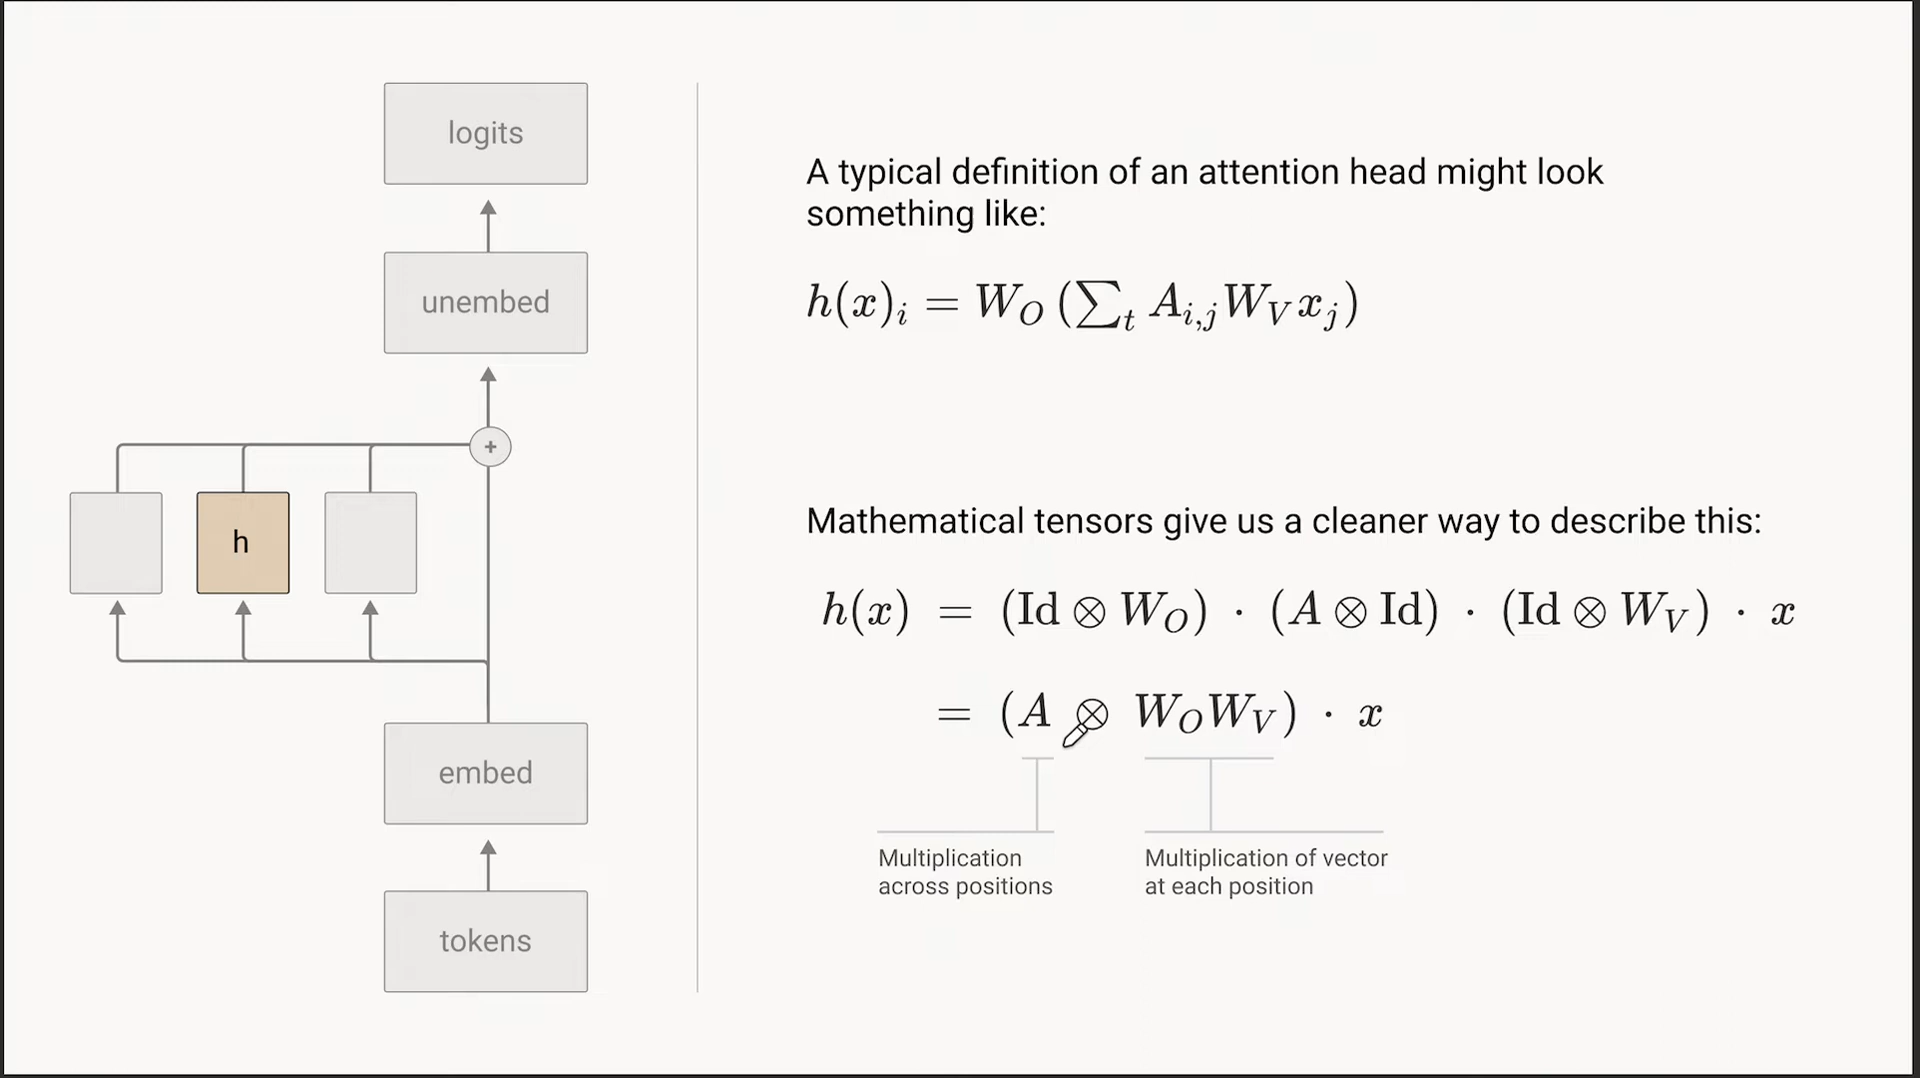 logits
unembed
+
h
embed
tokens
A typical definition of an attention head might look
something like:
h(x)_i = W_O (∑_t A_{i,j} W_V x_j)
Mathematical tensors give us a cleaner way to describe this:
h(x) = (Id ⊗ W_O) · (A ⊗ Id) · (Id ⊗ W_V) · x
= (A ⊗ W_O W_V) · x
Multiplication
across positions
Multiplication of vector
at each position